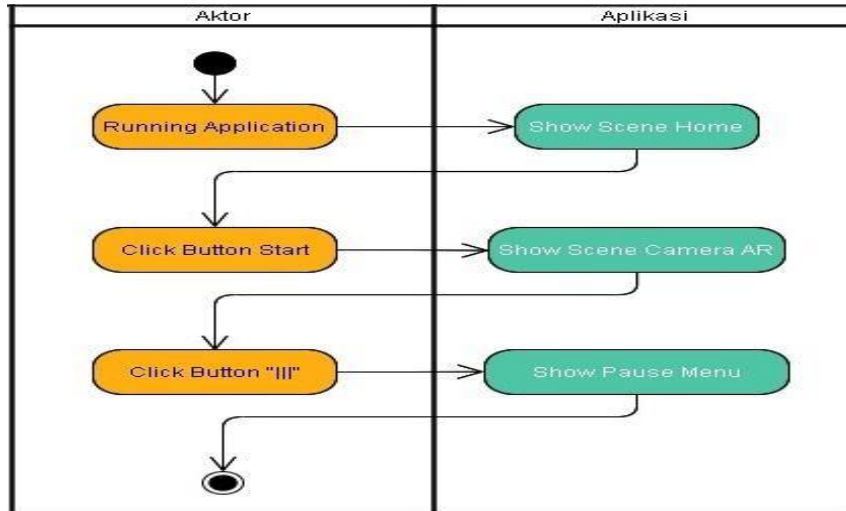 Aktor
Aplikasi
Running Application
Show Scene Home
Click Button Start
Show Scene Camera AR
Click Button "|||"
Show Pause Menu